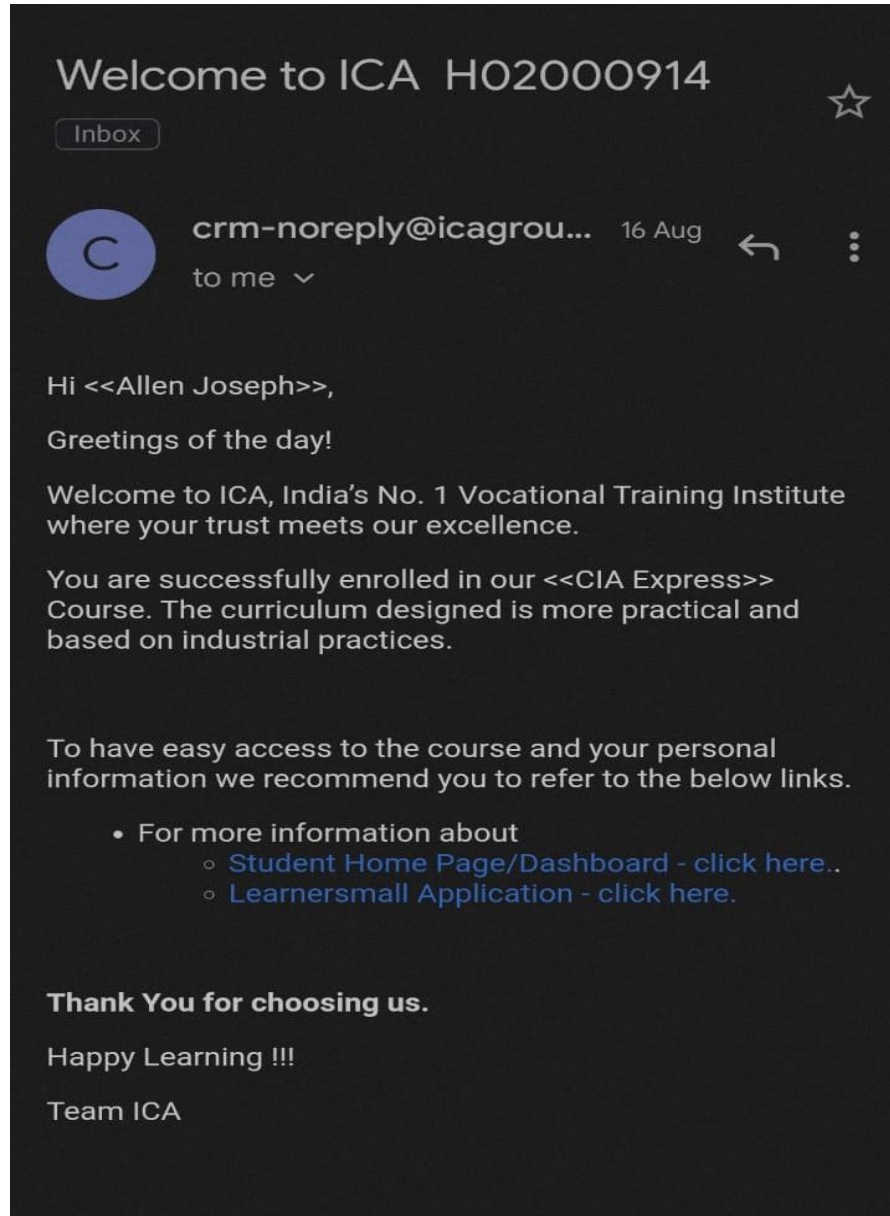 Welcome to ICA H02000914
Inbox
C
crm-noreply@icagrou... 16 Aug
to me
Hi <<Allen Joseph>>,
Greetings of the day!
Welcome to ICA, India's No. 1 Vocational Training Institute
where your trust meets our excellence.
You are successfully enrolled in our <<CIA Express>>
Course. The curriculum designed is more practical and
based on industrial practices.
To have easy access to the course and your personal
information we recommend you to refer to the below links.
• For more information about
◦ Student Home Page/Dashboard - click here..
◦ Learnersmall Application - click here.
Thank You for choosing us.
Happy Learning !!!
Team ICA